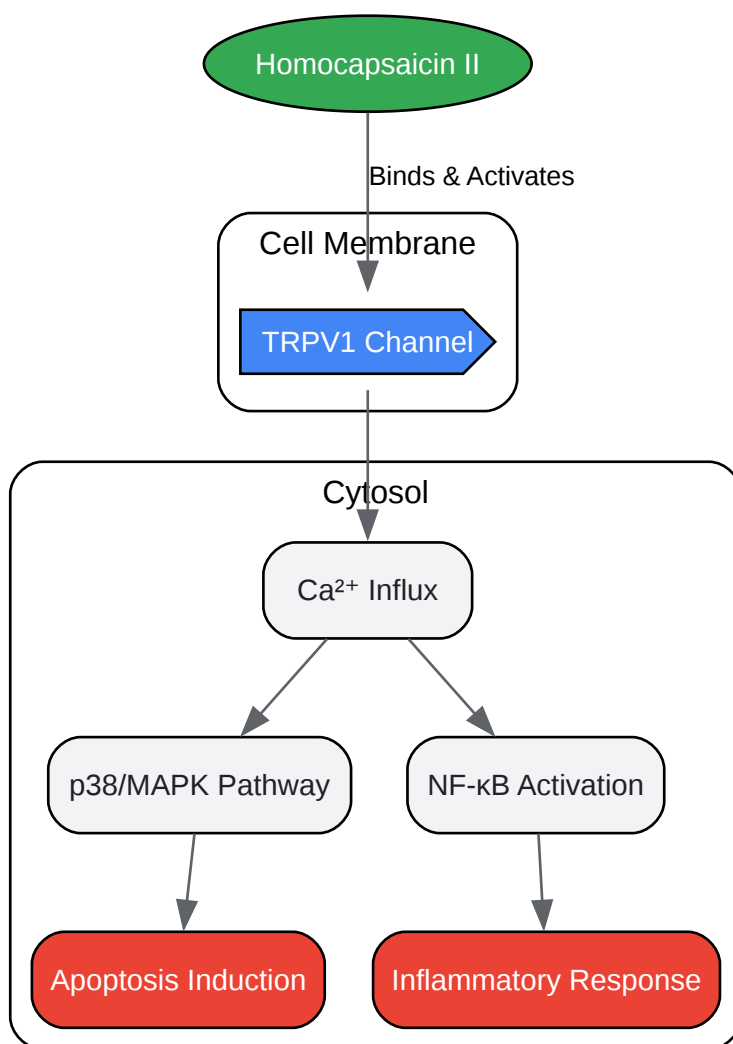 Homocapsaicin II
Binds & Activates
Cell Membrane
TRPV1 Channel
Cytosol
Ca²⁺ Influx
p38/MAPK Pathway
NF-κB Activation
Apoptosis Induction
Inflammatory Response